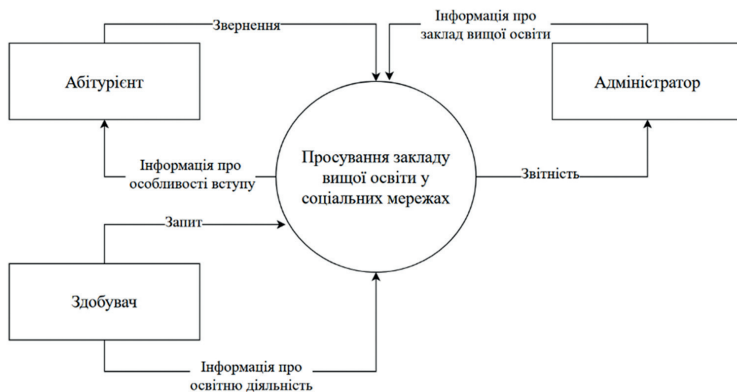 Звернення
Інформація про
заклад вищої освіти
Абітурієнт
Адміністратор
Інформація про
особливості вступу
Просування закладу
вищої освіти у
соціальних мережах
Звітність
Запит
Здобувач
Інформація про
освітню діяльність